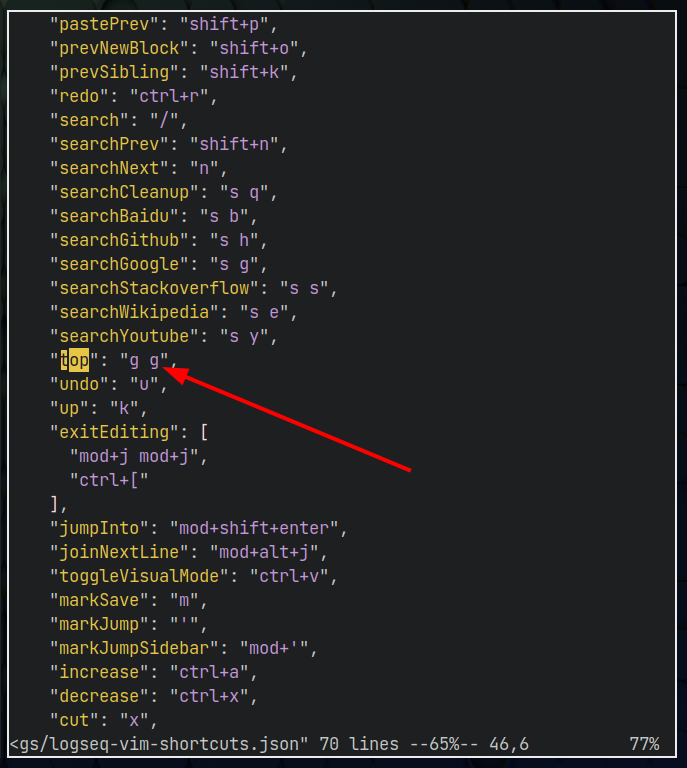 "pastePrev": "shift+p",
"prevNewBlock": "shift+o",
"prevSibling": "shift+k",
"redo": "ctrl+r",
"search": "/",
"searchPrev": "shift+n",
"searchNext": "n",
"searchCleanup": "s q",
"searchBaidu": "s b",
"searchGithub": "s h",
"searchGoogle": "s g",
"searchStackoverflow": "s s",
"searchWikipedia": "s e",
"searchYoutube": "s y",
"top": "g g",
"undo": "u",
"up": "k",
"exitEditing": [
"mod+j mod+j",
"ctrl+["
],
"jumpInto": "mod+shift+enter",
"joinNextLine": "mod+alt+j",
"toggleVisualMode": "ctrl+v",
"markSave": "m",
"markJump": "'",
"markJumpSidebar": "mod+'",
"increase": "ctrl+a",
"decrease": "ctrl+x",
"cut": "x",
<gs/logseq-vim-shortcuts.json" 70 lines --65%-- 46,6 77%